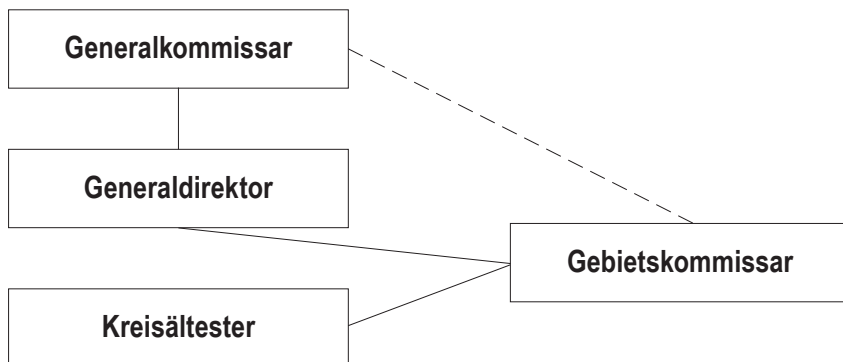 Generalkommissar
Generaldirektor
Gebietskommissar
Kreisältester